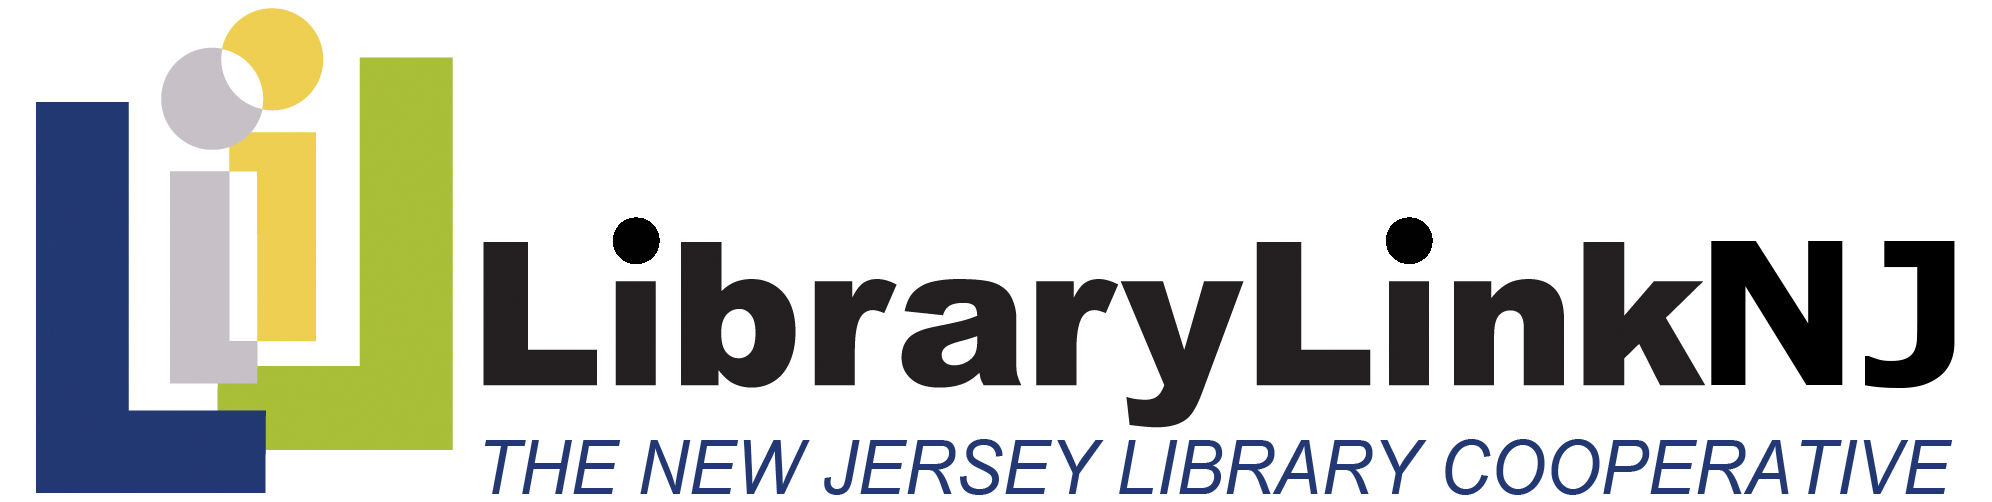 LibraryLinkNJ
THE NEW JERSEY LIBRARY COOPERATIVE